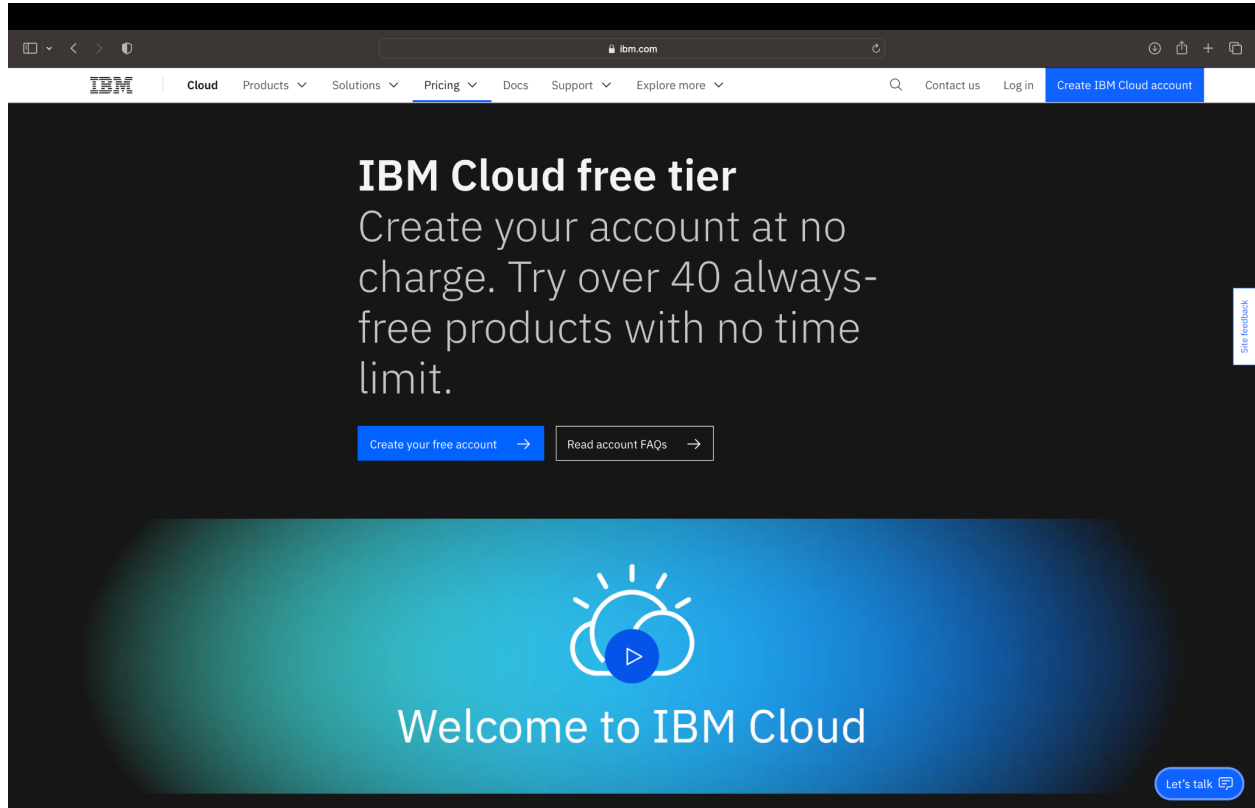 ibm.com
IBM Cloud Products Solutions Pricing Docs Support Explore more Contact us Log in Create IBM Cloud account
IBM Cloud free tier
Create your account at no
charge. Try over 40 always-
free products with no time
limit.
Create your free account Read account FAQs
Site feedback
Welcome to IBM Cloud
Let's talk